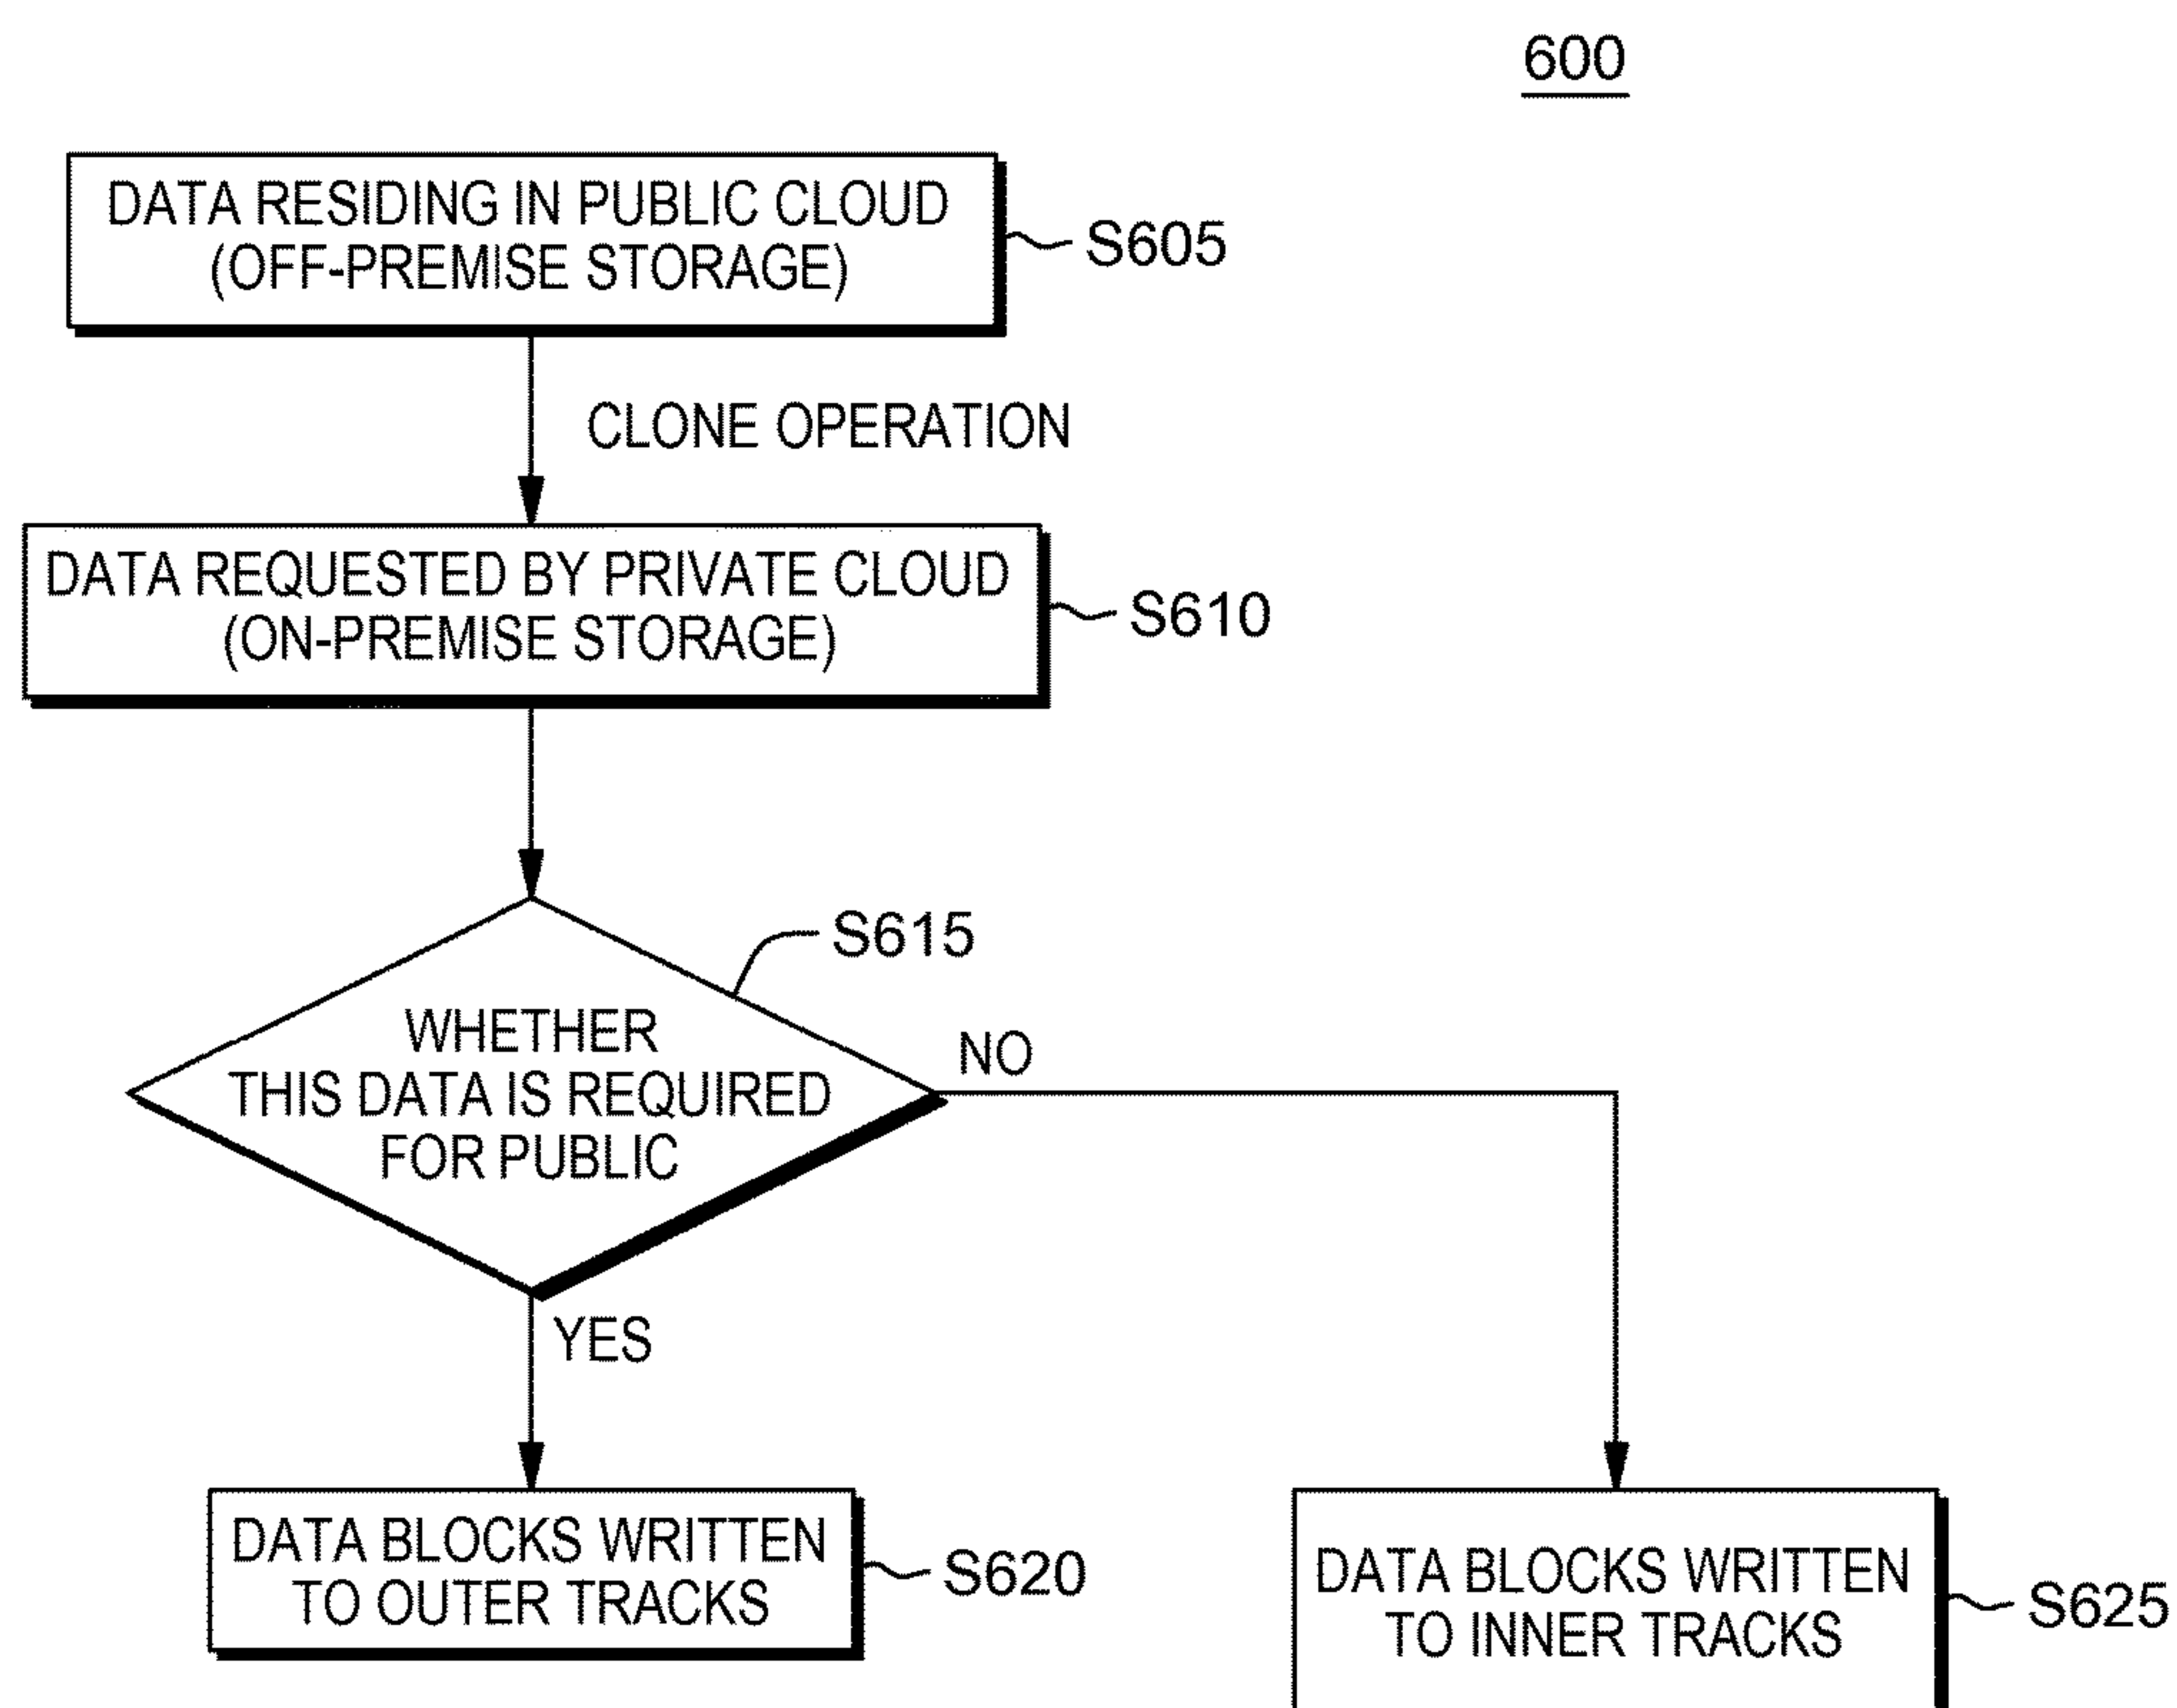 600
DATA RESIDING IN PUBLIC CLOUD
(OFF-PREMISE STORAGE)
S605
CLONE OPERATION
DATA REQUESTED BY PRIVATE CLOUD
(ON-PREMISE STORAGE)
S610
S615
WHETHER
THIS DATA IS REQUIRED
FOR PUBLIC
NO
YES
DATA BLOCKS WRITTEN
TO OUTER TRACKS
S620
DATA BLOCKS WRITTEN
TO INNER TRACKS
S625